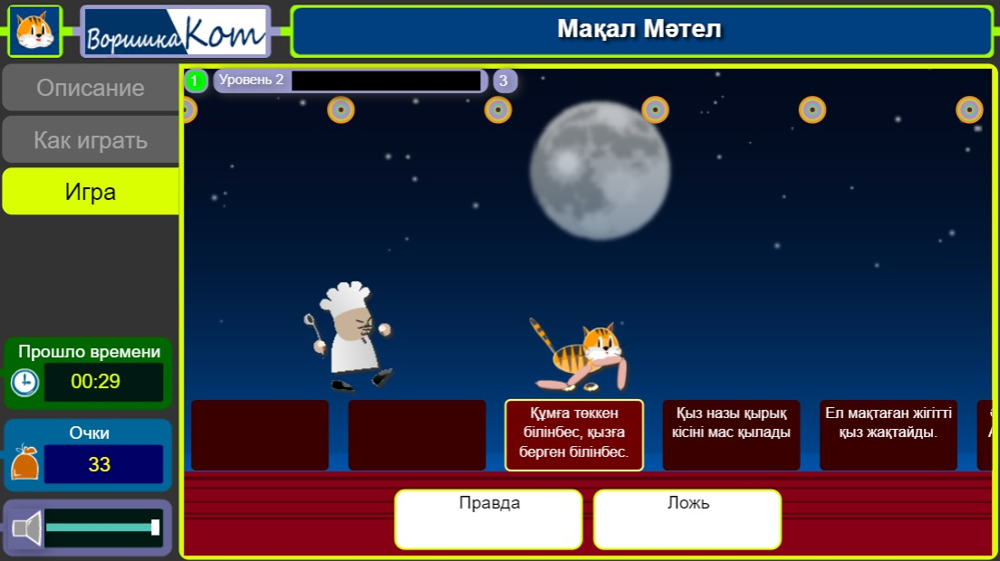 ВоришкаКот
Мақал Мәтел
Описание
Как играть
Игра
1
Уровень 2
3
Прошло времени
00:29
Очки
33
Құмға төккен
білінбес, қызға
берген білінбес.
Қыз назы қырық
кісіні мас қылады
Ел мақтаған жігітті
қыз жақтайды.
Правда
Ложь